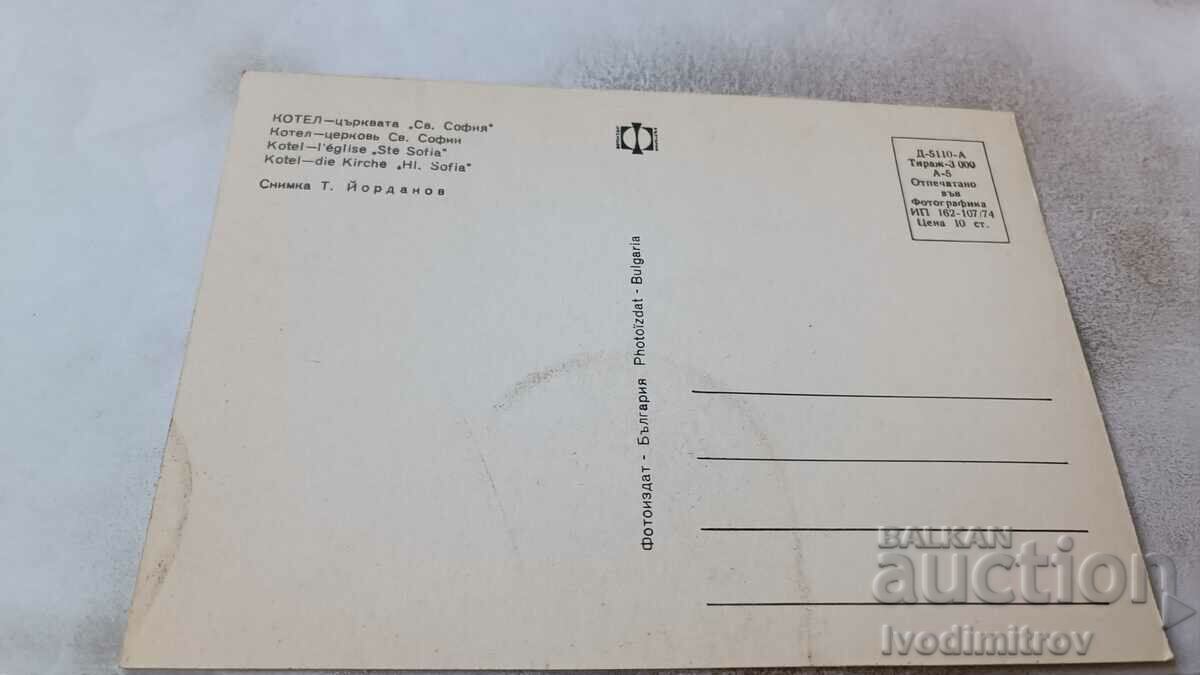 КОТЕЛ—църквата „Св. София"
Котел—церковь Св. Софии
Kotel—l'église „Ste Sofia"
Kotel—die Kirche „Hl. Sofia"
Снимка Т. Йорданов
Д-5110-А
Тираж-3 000
А-5
Отпечатано
във
Фотографика
ИП 162-107/74
Цена 10 ст.
Фотоиздат - България Photoïzdat - Bulgaria
BALKAN
auction
Ivodimitrov